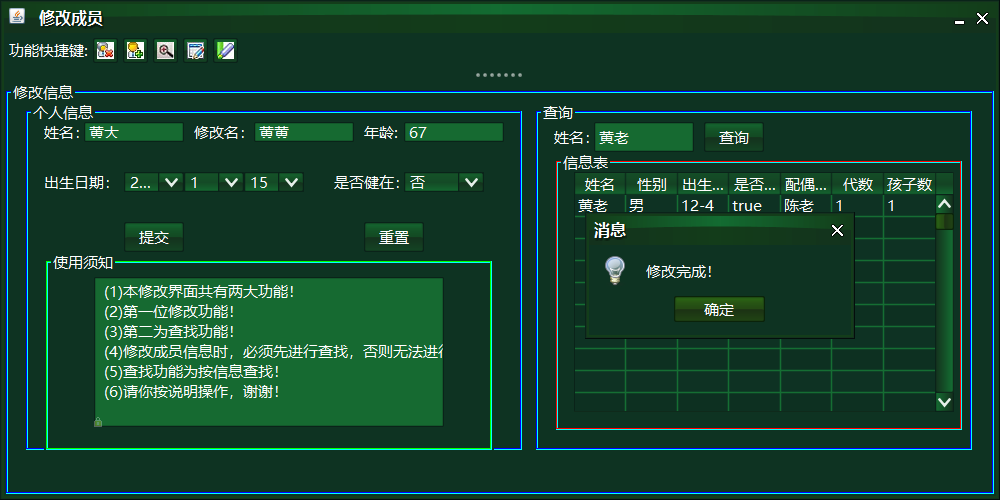 修改成员
功能快捷键:
修改信息
个人信息
姓名: 黄大 修改名: 黄黄 年龄: 67
出生日期: 2... 1 15 是否健在: 否
提交 重置
使用须知
(1)本修改界面共有两大功能!
(2)第一位修改功能!
(3)第二为查找功能!
(4)修改成员信息时，必须先进行查找，否则无法进行
(5)查找功能为按信息查找!
(6)请你按说明操作，谢谢!
查询
姓名: 黄老 查询
信息表
姓名 性别 出生... 是否... 配偶... 代数 孩子数
黄老 男 12-4 true 陈老 1 1
消息
修改完成!
确定